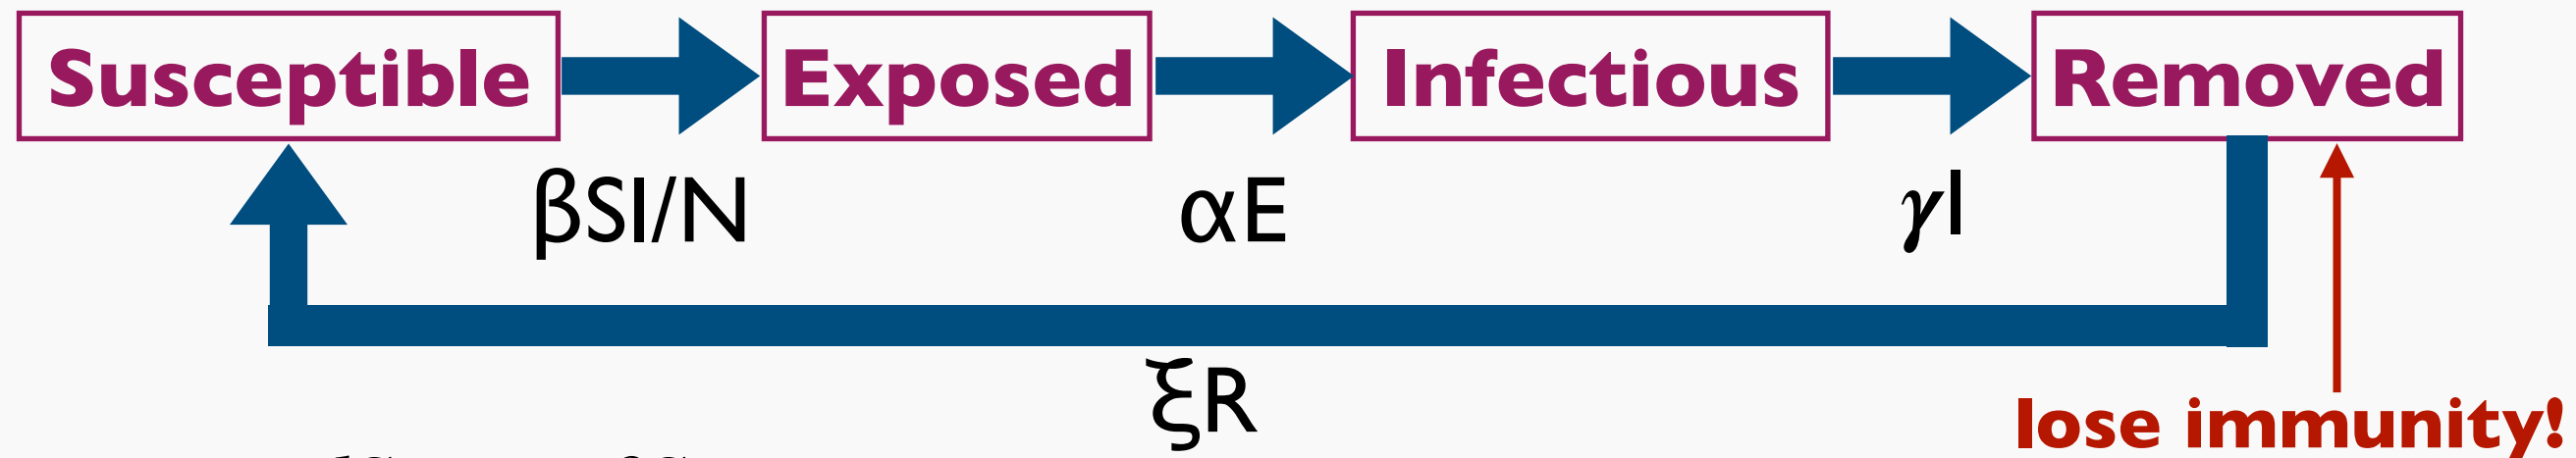 Susceptible Exposed Infectious Removed
βSI/N αE γI
ξR
lose immunity!